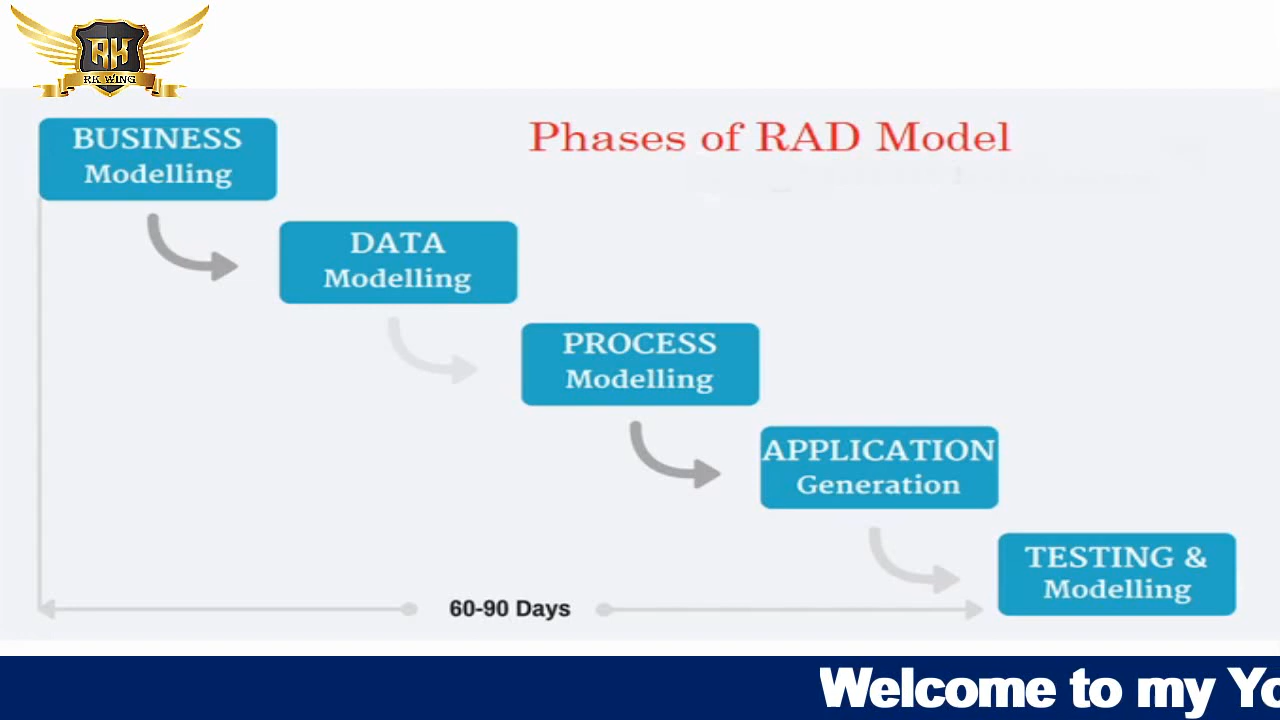 RK
RK WING
Phases of RAD Model
BUSINESS
Modelling
DATA
Modelling
PROCESS
Modelling
APPLICATION
Generation
TESTING &
Modelling
60-90 Days
Welcome to my Yo